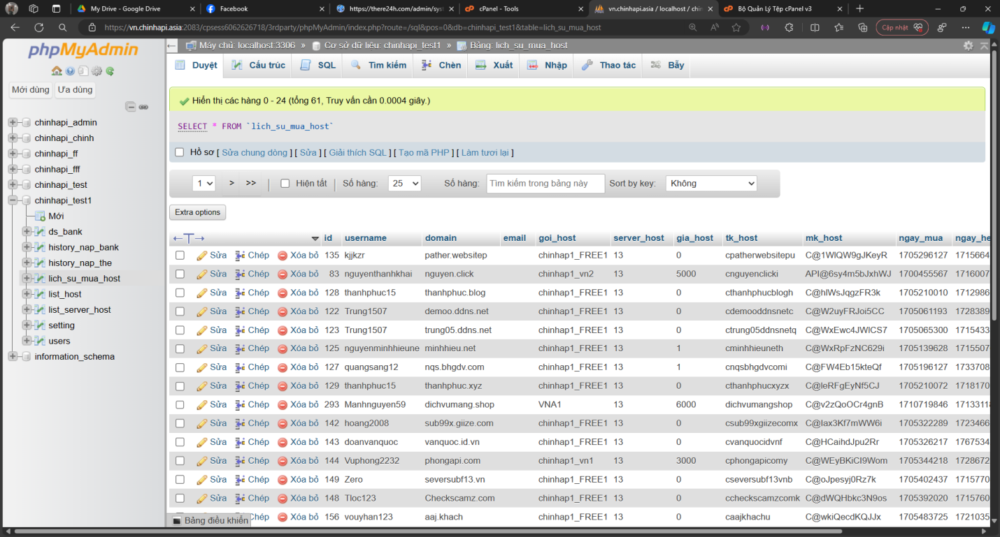 My Drive - Google Drive
Facebook
https://there24h.com/admin/sys
cPanel - Tools
vn.chinhapi.asia / localhost / chin
Bộ Quản Lý Tệp cPanel v3
https://vn.chinhapi.asia:2083/cpsess6062626718/3rdparty/phpMyAdmin/index.php?route=/sql&pos=0&db=chinhapi_test1&table=lich_su_mua_host
Cập nhật
phpMyAdmin
Mới dùng Ưa dùng
chinhapi_admin
chinhapi_chinh
chinhapi_ff
chinhapi_fff
chinhapi_test
chinhapi_test1
Mới
ds_bank
history_nap_bank
history_nap_the
lich_su_mua_host
list_host
list_server_host
setting
users
information_schema
Máy chủ: localhost:3306 » Cơ sở dữ liệu: chinhapi_test1 » Bảng: lich_su_mua_host
Duyệt Cấu trúc SQL Tìm kiếm Chèn Xuất Nhập Thao tác Bẫy
Hiển thị các hàng 0 - 24 (tổng 61, Truy vấn cần 0.0004 giây.)
SELECT * FROM `lich_su_mua_host`
Hồ sơ [ Sửa chung dòng ] [ Sửa ] [ Giải thích SQL ] [ Tạo mã PHP ] [ Làm tươi lại ]
1 > >> | Hiện tất | Số hàng: 25 Số hàng: Tìm kiếm trong bảng này Sort by key: Không
Extra options
←T→ id username domain email goi_host server_host gia_host tk_host mk_host ngay_mua ngay_he
Sửa Chép Xóa bỏ 135 kjjkzr pather.websitep chinhap1_FREE1 13 0 cpatherwebsitepu C@1WlQW9gJKeyR 1705296127 1715664
Sửa Chép Xóa bỏ 83 nguyenthanhkhai nguyen.click chinhap1_vn2 13 5000 cnguyenclicki API@6sy4m5bJxhWJ 1700455567 1716007
Sửa Chép Xóa bỏ 128 thanhphuc15 thanhphuc.blog chinhap1_FREE1 13 0 cthanhphucblogh C@hlWsJqgzFR3k 1705210010 1712986
Sửa Chép Xóa bỏ 122 Trung1507 demoo.ddns.net chinhap1_FREE1 13 0 cdemooddnsnetc C@W2uyFRJoi5CC 1705061193 1728389
Sửa Chép Xóa bỏ 123 Trung1507 trung05.ddns.net chinhap1_FREE1 13 0 ctrung05ddnsnetq C@WxEwc4JWlCS7 1705065300 1715433
Sửa Chép Xóa bỏ 125 nguyenminhhieune minhhieu.net chinhap1_FREE1 13 1 cminhhieuneth C@WxRpFzNC629i 1705139628 1715507
Sửa Chép Xóa bỏ 127 quangsang12 nqs.bhgdv.com chinhap1_FREE1 13 1 cnqsbhgdvcomi C@FW4Eb15kteQf 1705196127 1733708
Sửa Chép Xóa bỏ 129 thanhphuc15 thanhphuc.xyz chinhap1_FREE1 13 0 cthanhphucxyzx C@leRFgEyNf5CJ 1705210072 1718170
Sửa Chép Xóa bỏ 293 Manhnguyen59 dichvumang.shop VNA1 13 6000 dichvumangshop C@v2zQoOCr4gnB 1710719846 1713311
Sửa Chép Xóa bỏ 142 hoang2008 sub99x.giize.com chinhap1_FREE1 13 0 csub99xgiizecomx C@Iax3Kf7mWW6i 1705322289 1723466
Sửa Chép Xóa bỏ 143 doanvanquoc vanquoc.id.vn chinhap1_FREE1 13 0 cvanquocidvnf C@HCaihdJpu2Rr 1705326217 1767534
Sửa Chép Xóa bỏ 144 Vuphong2232 phongapi.com chinhap1_vn1 13 3000 cphongapicomy C@WEyBKiCI9Wom 1705344218 1728672
Sửa Chép Xóa bỏ 149 Zero seversubf13.vn chinhap1_FREE1 13 0 cseversubf13vnb C@oJpesyj0Rz7k 1705402437 1715770
Sửa Chép Xóa bỏ 148 Tloc123 Checkscamz.com chinhap1_FREE1 13 0 ccheckscamzcomk C@dWQHbkc3N9os 1705392020 1715760
Chép Xóa bỏ 156 vouyhan123 aaj.khach chinhap1_FREE1 13 0 caajkhachu C@wkiQecdKQJJx 1705483725 1721035
Bảng điều khiển